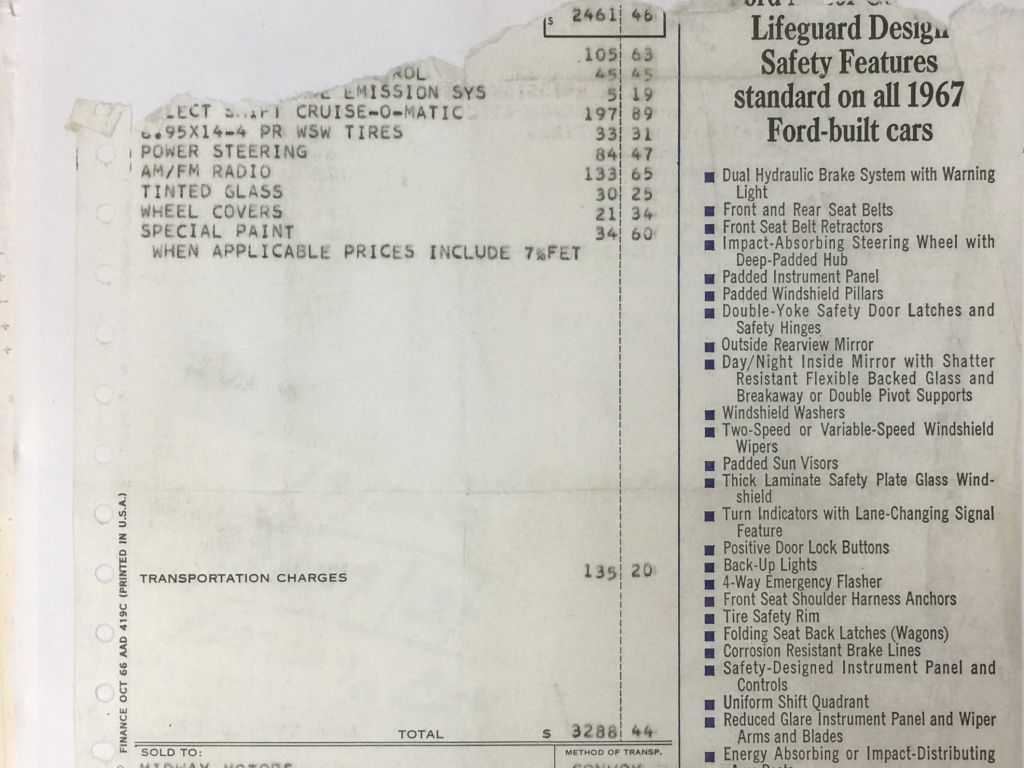 $ 2461 46
105 63
45 45
EMISSION SYS 5 19
CRUISE-O-MATIC 197 89
6.95X14-4 PR WSW TIRES 33 31
POWER STEERING 84 47
AM/FM RADIO 133 65
TINTED GLASS 30 25
WHEEL COVERS 21 34
SPECIAL PAINT 34 60
WHEN APPLICABLE PRICES INCLUDE 7%FET
TRANSPORTATION CHARGES 135 20
TOTAL $ 3288 44
SOLD TO:
METHOD OF TRANSP.
MIDWAY MOTORS
CONVOY
FINANCE OCT 66 AAD 419C (PRINTED IN U.S.A.)
Lifeguard Design
Safety Features
standard on all 1967
Ford-built cars
Dual Hydraulic Brake System with Warning
Light
Front and Rear Seat Belts
Front Seat Belt Retractors
Impact-Absorbing Steering Wheel with
Deep-Padded Hub
Padded Instrument Panel
Padded Windshield Pillars
Double-Yoke Safety Door Latches and
Safety Hinges
Outside Rearview Mirror
Day/Night Inside Mirror with Shatter
Resistant Flexible Backed Glass and
Breakaway or Double Pivot Supports
Windshield Washers
Two-Speed or Variable-Speed Windshield
Wipers
Padded Sun Visors
Thick Laminate Safety Plate Glass Wind-
shield
Turn Indicators with Lane-Changing Signal
Feature
Positive Door Lock Buttons
Back-Up Lights
4-Way Emergency Flasher
Front Seat Shoulder Harness Anchors
Tire Safety Rim
Folding Seat Back Latches (Wagons)
Corrosion Resistant Brake Lines
Safety-Designed Instrument Panel and
Controls
Uniform Shift Quadrant
Reduced Glare Instrument Panel and Wiper
Arms and Blades
Energy Absorbing or Impact-Distributing